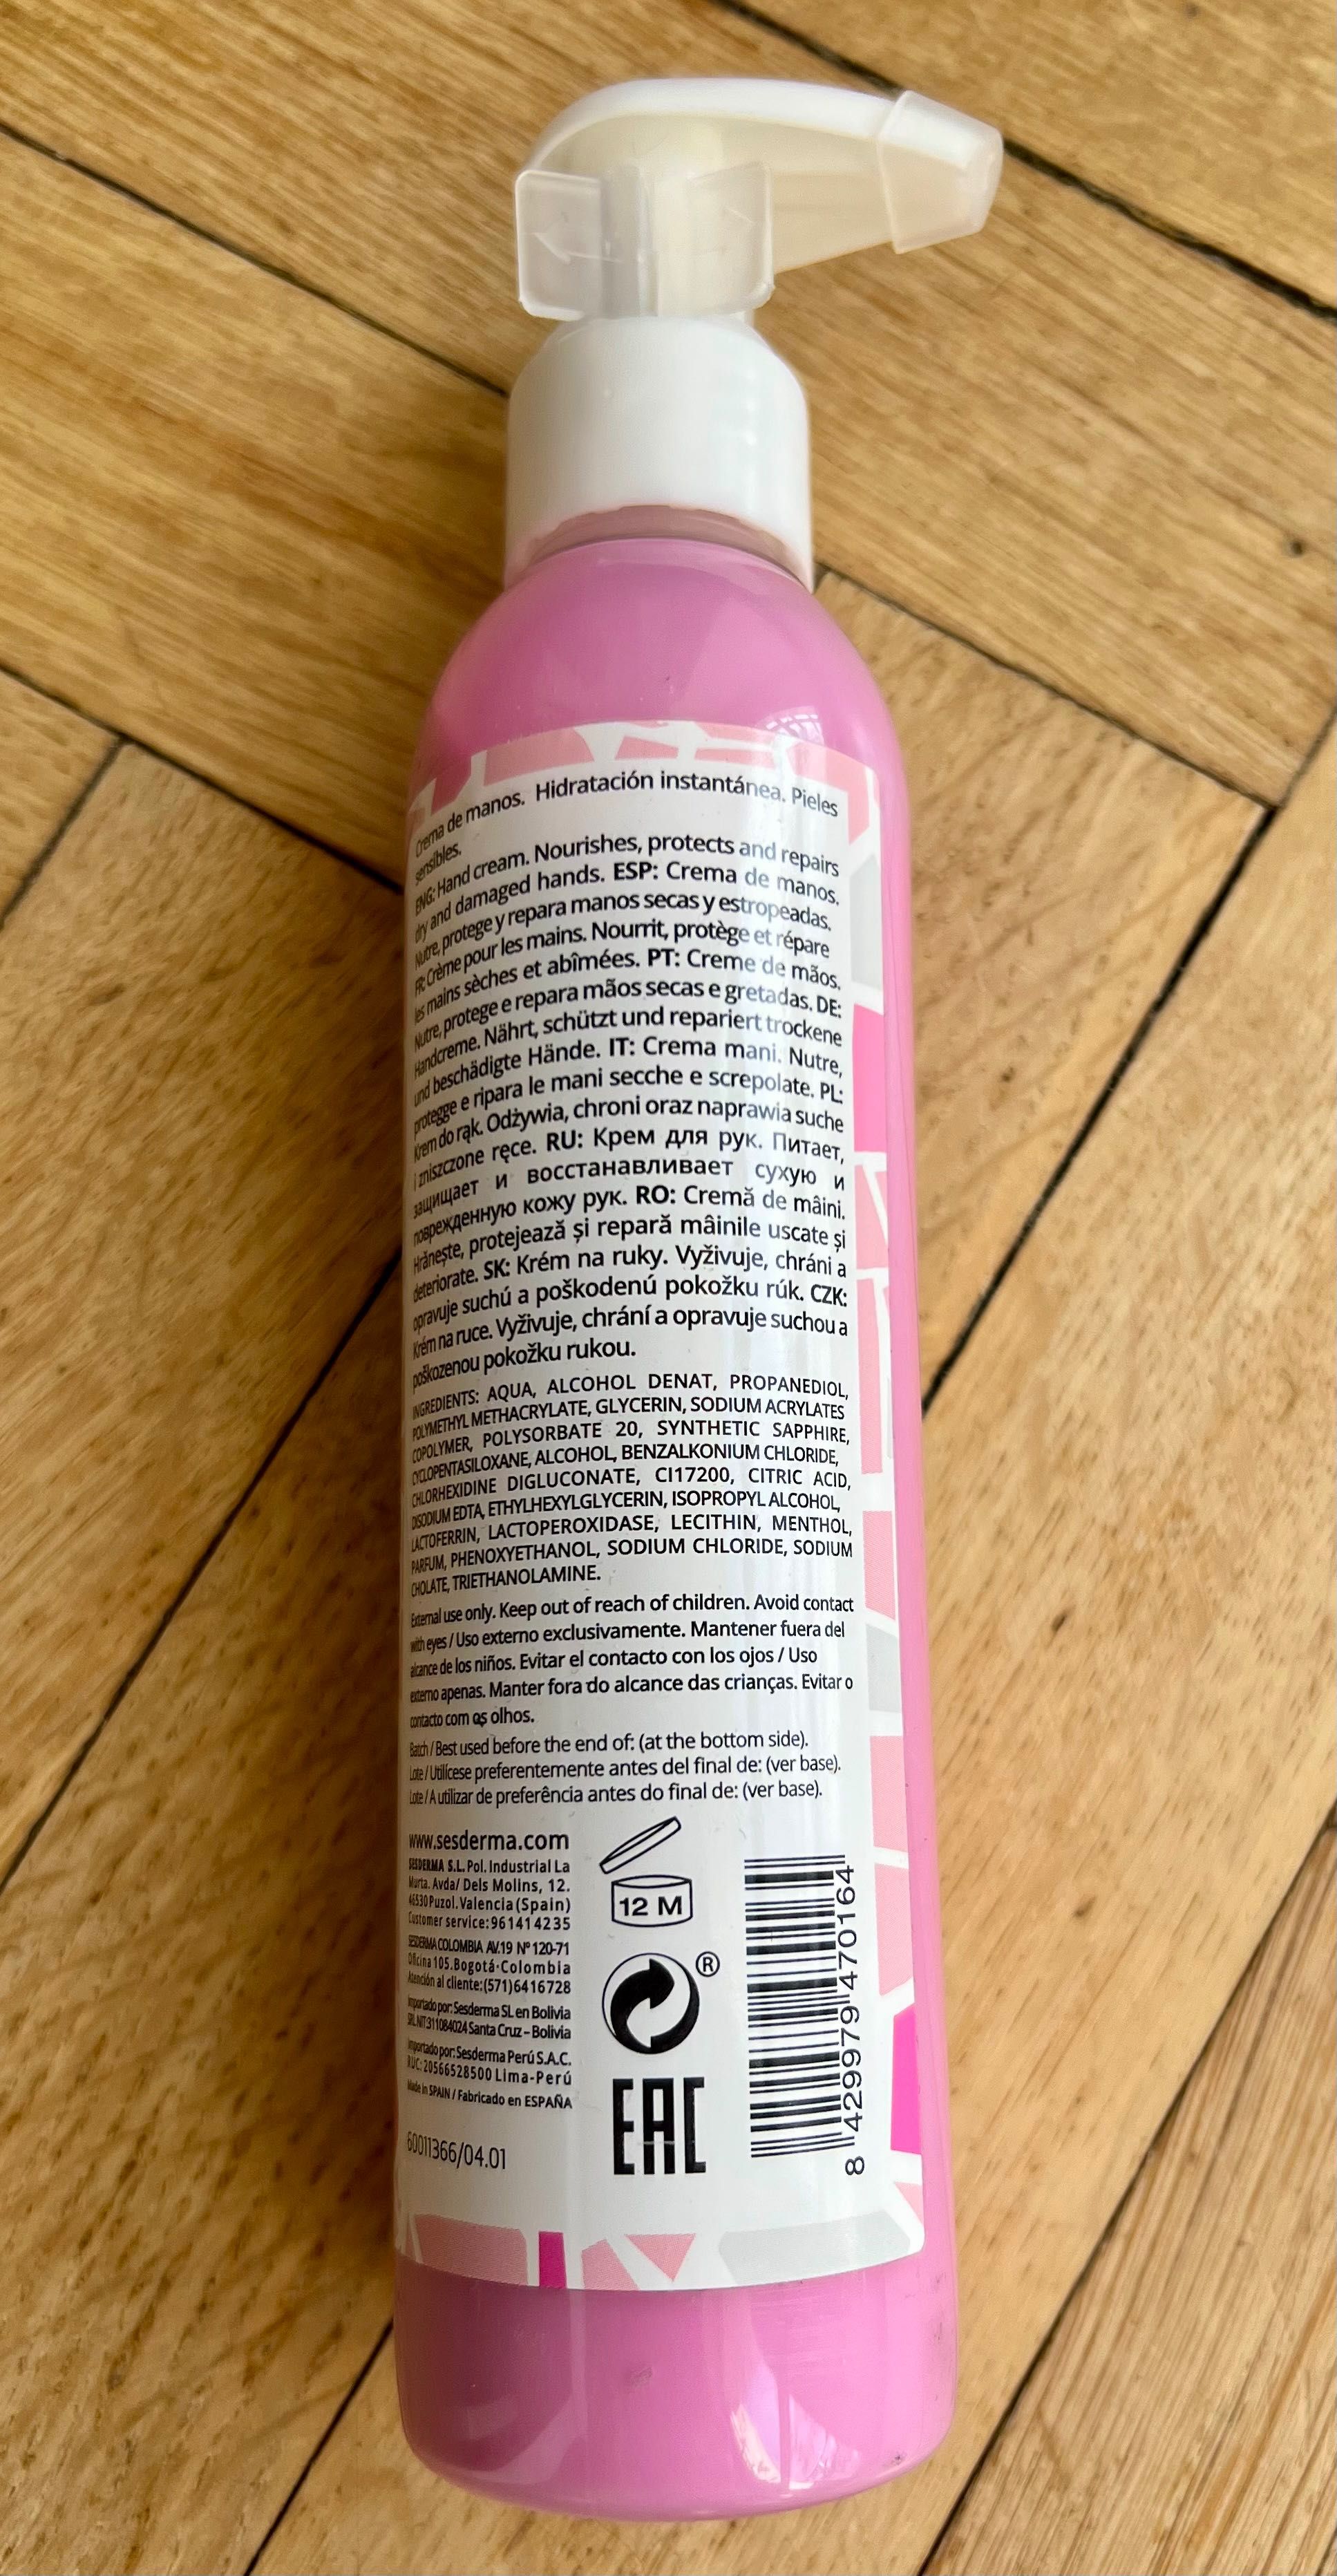 Crema de manos. Hidratación instantánea. Pieles
sensibles.
ENG: Hand cream. Nourishes, protects and repairs
dry and damaged hands. ESP: Crema de manos.
Nutre, protege y repara manos secas y estropeadas.
FR: Crème pour les mains. Nourrit, protège et répare
les mains sèches et abîmées. PT: Creme de mãos.
Nutre, protege e repara mãos secas e gretadas. DE:
Handcreme. Nährt, schützt und repariert trockene
und beschädigte Hände. IT: Crema mani. Nutre,
protegge e ripara le mani secche e screpolate. PL:
Krem do rąk. Odżywia, chroni oraz naprawia suche
i zniszczone ręce. RU: Крем для рук. Питает,
защищает и восстанавливает сухую и
поврежденную кожу рук. RO: Cremă de mâini.
Hrănește, protejează și repară mâinile uscate și
deteriorate. SK: Krém na ruky. Vyživuje, chráni a
opravuje suchú a poškodenú pokožku rúk. CZK:
Krém na ruce. Vyživuje, chrání a opravuje suchou a
poškozenou pokožku rukou.
INGREDIENTS: AQUA, ALCOHOL DENAT, PROPANEDIOL,
POLYMETHYL METHACRYLATE, GLYCERIN, SODIUM ACRYLATES
COPOLYMER, POLYSORBATE 20, SYNTHETIC SAPPHIRE,
CYCLOPENTASILOXANE, ALCOHOL, BENZALKONIUM CHLORIDE,
CHLORHEXIDINE DIGLUCONATE, CI17200, CITRIC ACID,
DISODIUM EDTA, ETHYLHEXYLGLYCERIN, ISOPROPYL ALCOHOL,
LACTOFERRIN, LACTOPEROXIDASE, LECITHIN, MENTHOL,
PARFUM, PHENOXYETHANOL, SODIUM CHLORIDE, SODIUM
CHOLATE, TRIETHANOLAMINE.
External use only. Keep out of reach of children. Avoid contact
with eyes / Uso externo exclusivamente. Mantener fuera del
alcance de los niños. Evitar el contacto con los ojos / Uso
externo apenas. Manter fora do alcance das crianças. Evitar o
contacto com os olhos.
Batch / Best used before the end of: (at the bottom side).
Lote / Utilícese preferentemente antes del final de: (ver base).
Lote / A utilizar de preferência antes do final de: (ver base).
www.sesderma.com
SESDERMA S.L. Pol. Industrial La
Murta. Avda/ Dels Molins, 12.
46530 Puzol. Valencia (Spain)
Customer service: 961414235
SESDERMA COLOMBIA AV.19 Nº 120-71
Oficina 105. Bogotá·Colombia
Atención al cliente: (571)6416728
Importado por: Sesderma SL en Bolivia
SRL NIT:311084024 Santa Cruz – Bolivia
Importado por: Sesderma Perú S.A.C.
RUC: 20566528500 Lima-Perú
Made in SPAIN / Fabricado en ESPAÑA
60011366/04.01
12 M
®
EAC
8 429979 470164